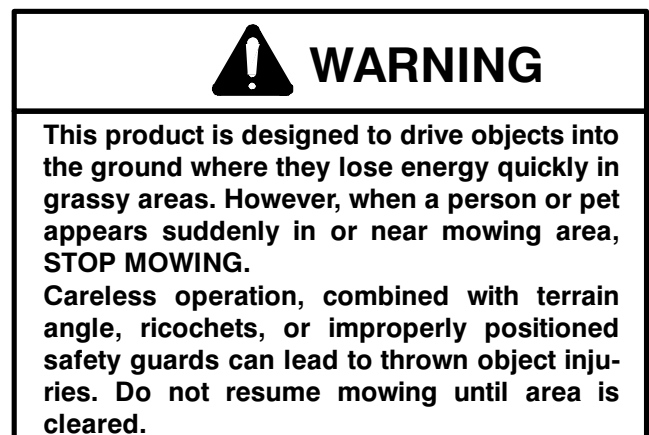 WARNING
This product is designed to drive objects into
the ground where they lose energy quickly in
grassy areas. However, when a person or pet
appears suddenly in or near mowing area,
STOP MOWING.
Careless operation, combined with terrain
angle, ricochets, or improperly positioned
safety guards can lead to thrown object inju-
ries. Do not resume mowing until area is
cleared.